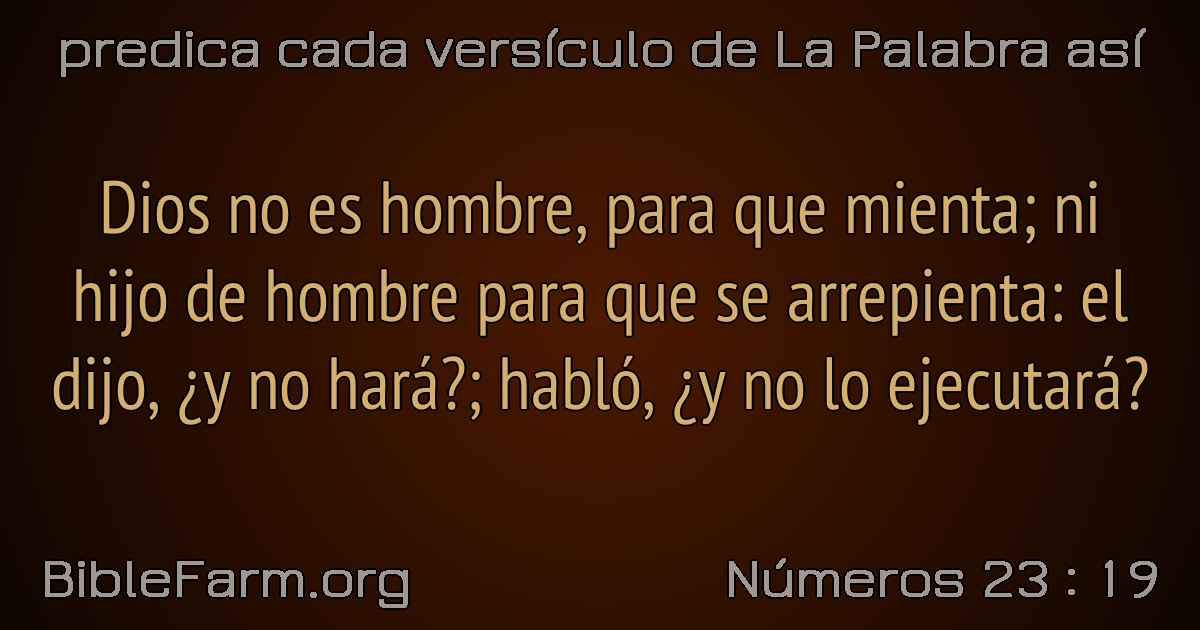 predica cada versículo de La Palabra así
Dios no es hombre, para que mienta; ni
hijo de hombre para que se arrepienta: el
dijo, ¿y no hará?; habló, ¿y no lo ejecutará?
BibleFarm.org
Números 23 : 19